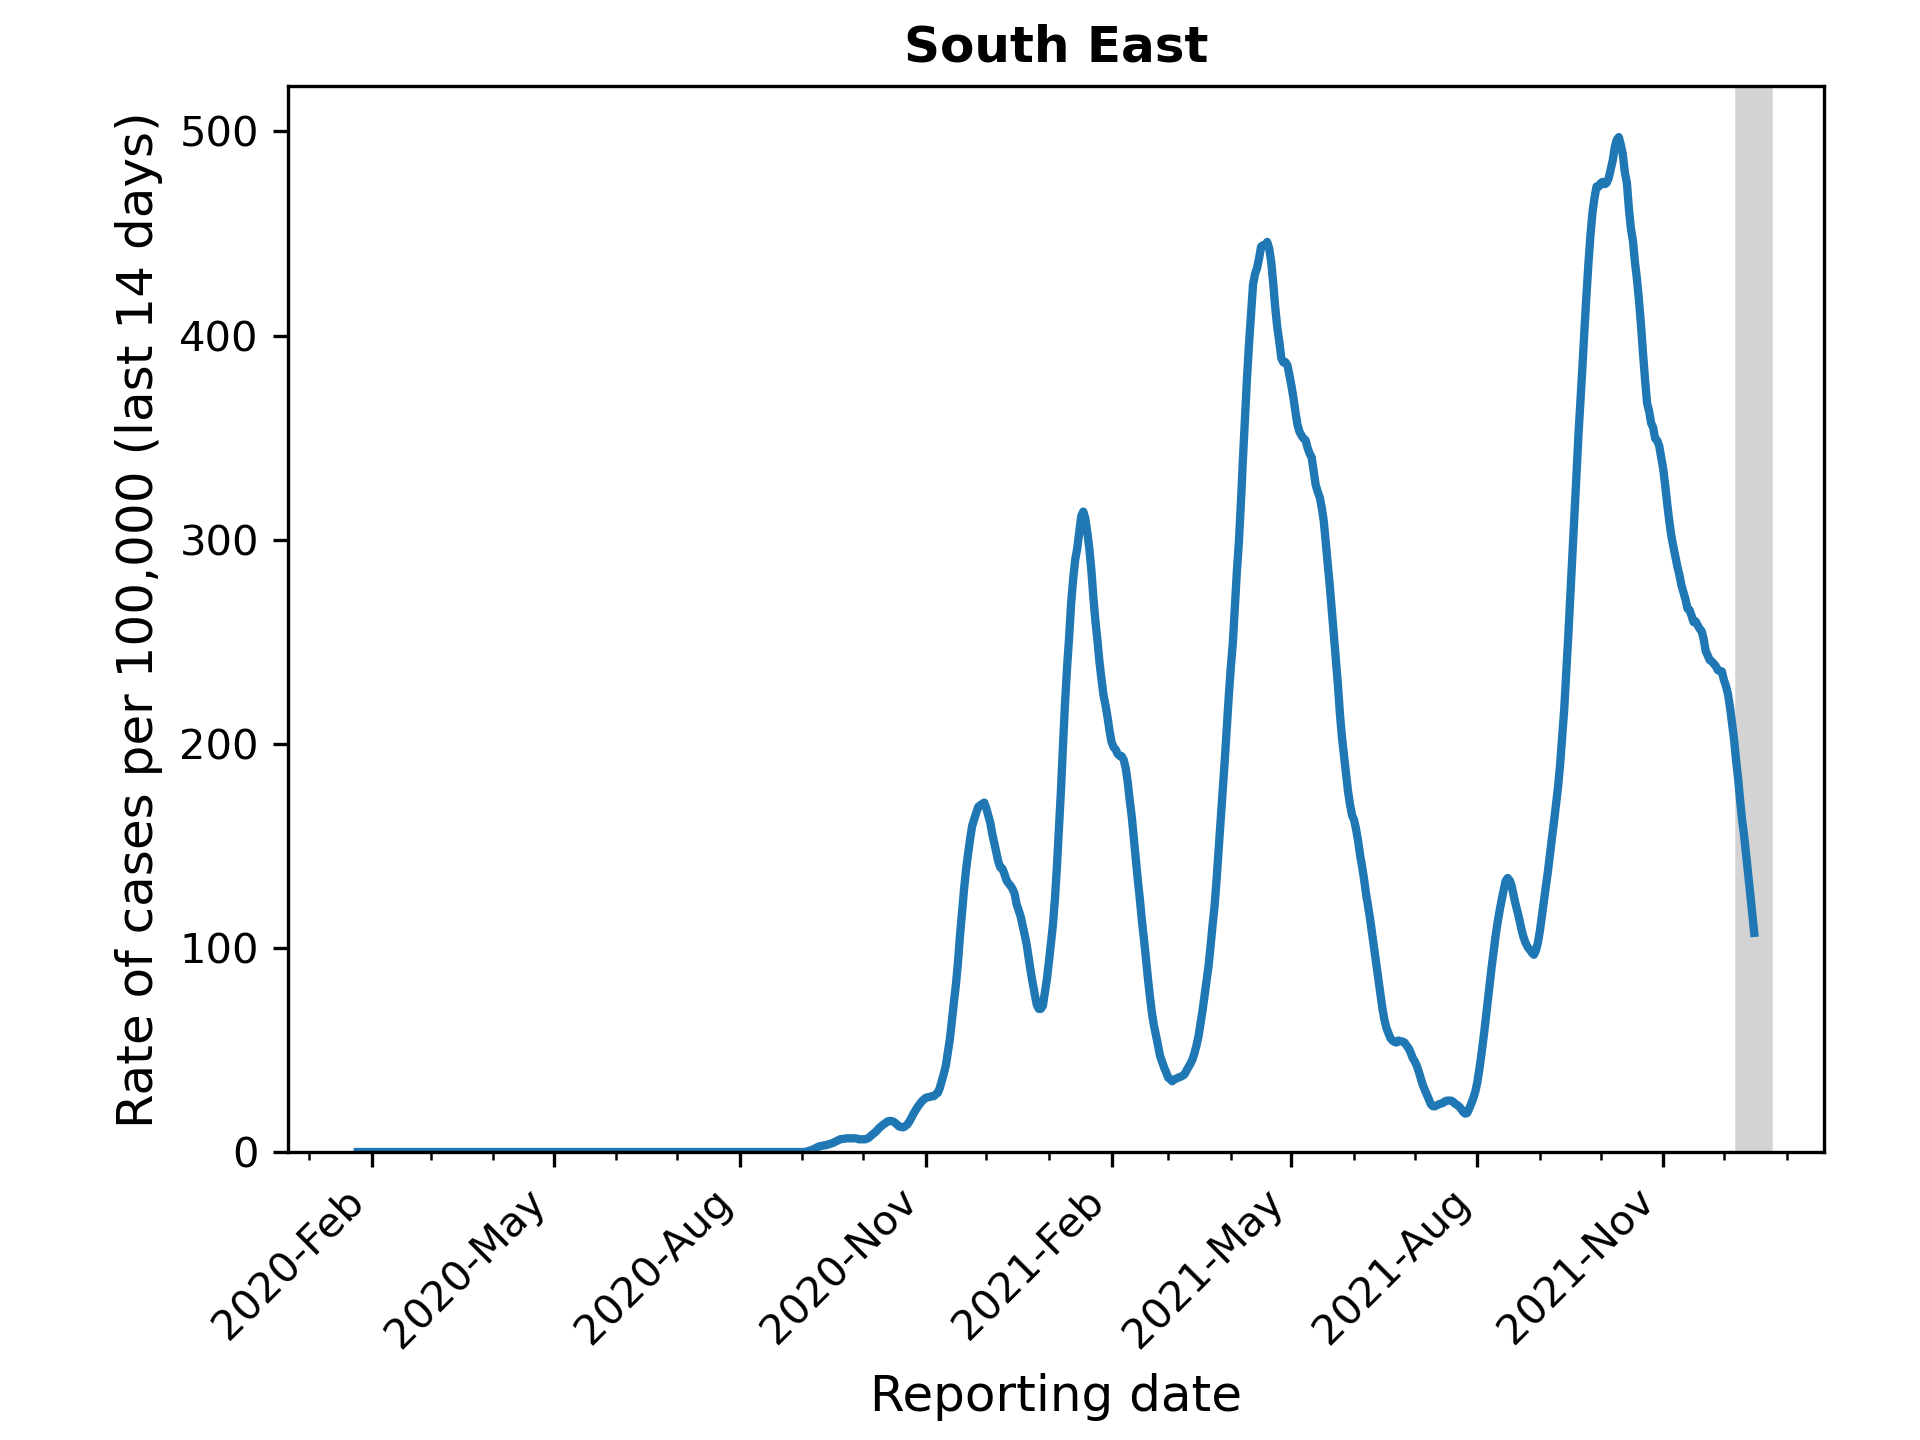 South East
Rate of cases per 100,000 (last 14 days)
500
400
300
200
100
0
2020-Feb
2020-May
2020-Aug
2020-Nov
2021-Feb
2021-May
2021-Aug
2021-Nov
Reporting date